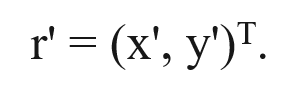 r' = (x', y')ᵀ.